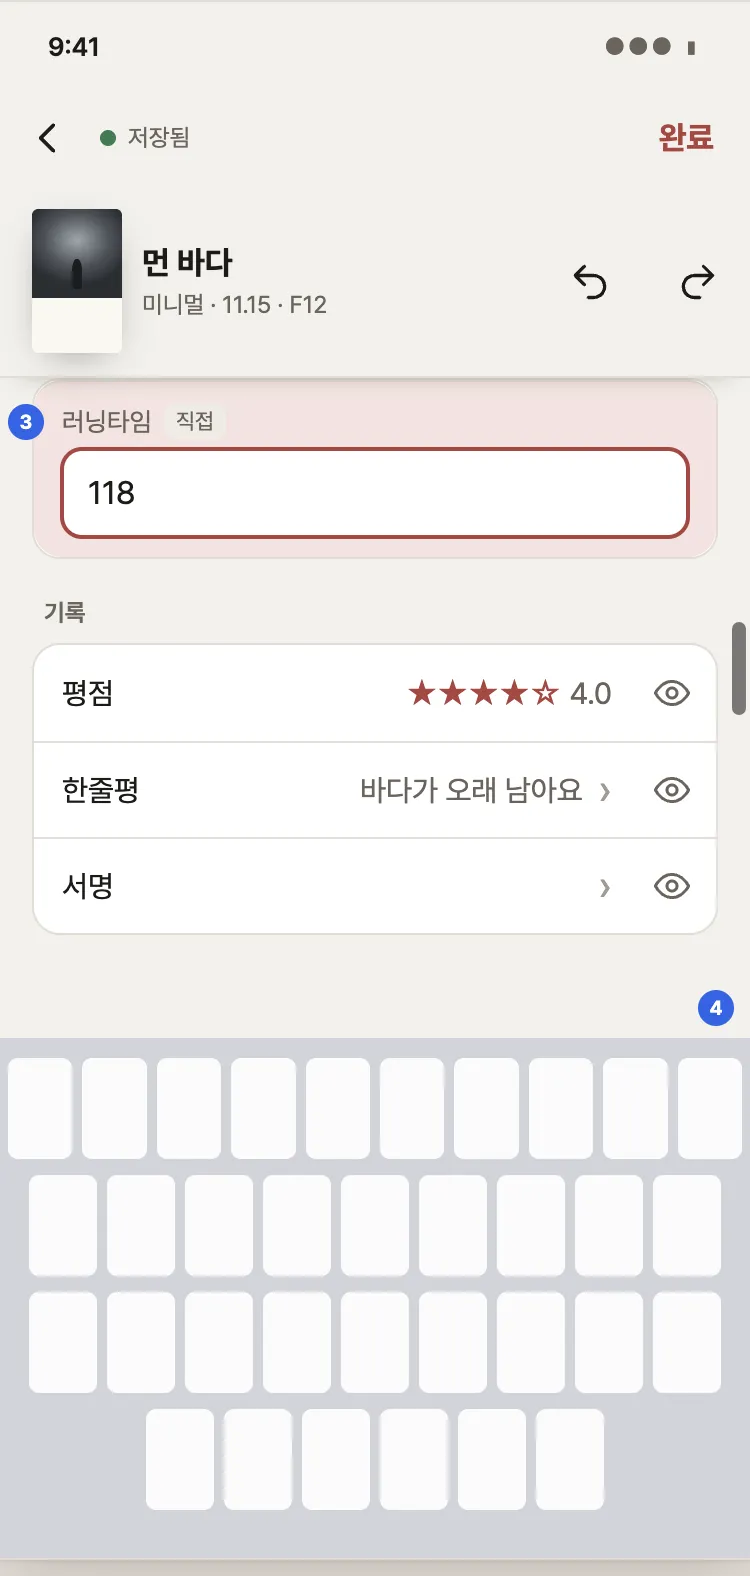 9:41
저장됨
완료
먼 바다
미니멀 · 11.15 · F12
3
러닝타임 직접
118
기록
평점 ★★★★☆ 4.0
한줄평 바다가 오래 남아요 ›
서명 ›
4